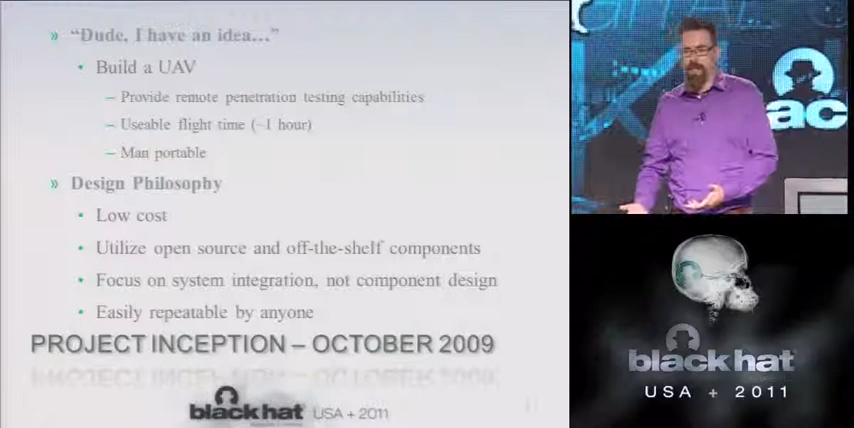 » “Dude, I have an idea…”
• Build a UAV
– Provide remote penetration testing capabilities
– Useable flight time (~1 hour)
– Man portable
» Design Philosophy
• Low cost
• Utilize open source and off-the-shelf components
• Focus on system integration, not component design
• Easily repeatable by anyone
PROJECT INCEPTION – OCTOBER 2009
black hat USA + 2011
ac
black hat
USA + 2011